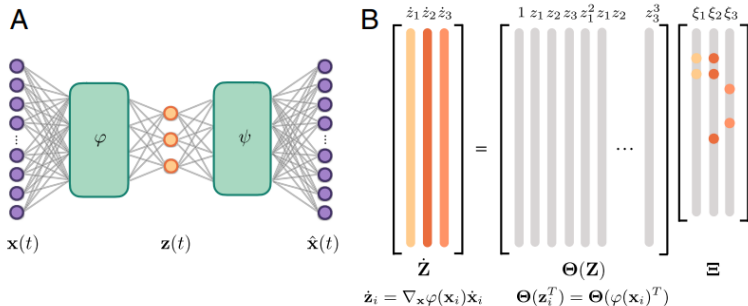 A
φ
ψ
x(t)
z(t)
x̂(t)
B
ż₁ ż₂ ż₃
1 z₁ z₂ z₃ z₁² z₁z₂ z₃³
ξ₁ ξ₂ ξ₃
=
...
Ż
Θ(Z)
Ξ
żᵢ = ∇ₓφ(xᵢ)ẋᵢ
Θ(zᵢᵀ) = Θ(φ(xᵢ)ᵀ)